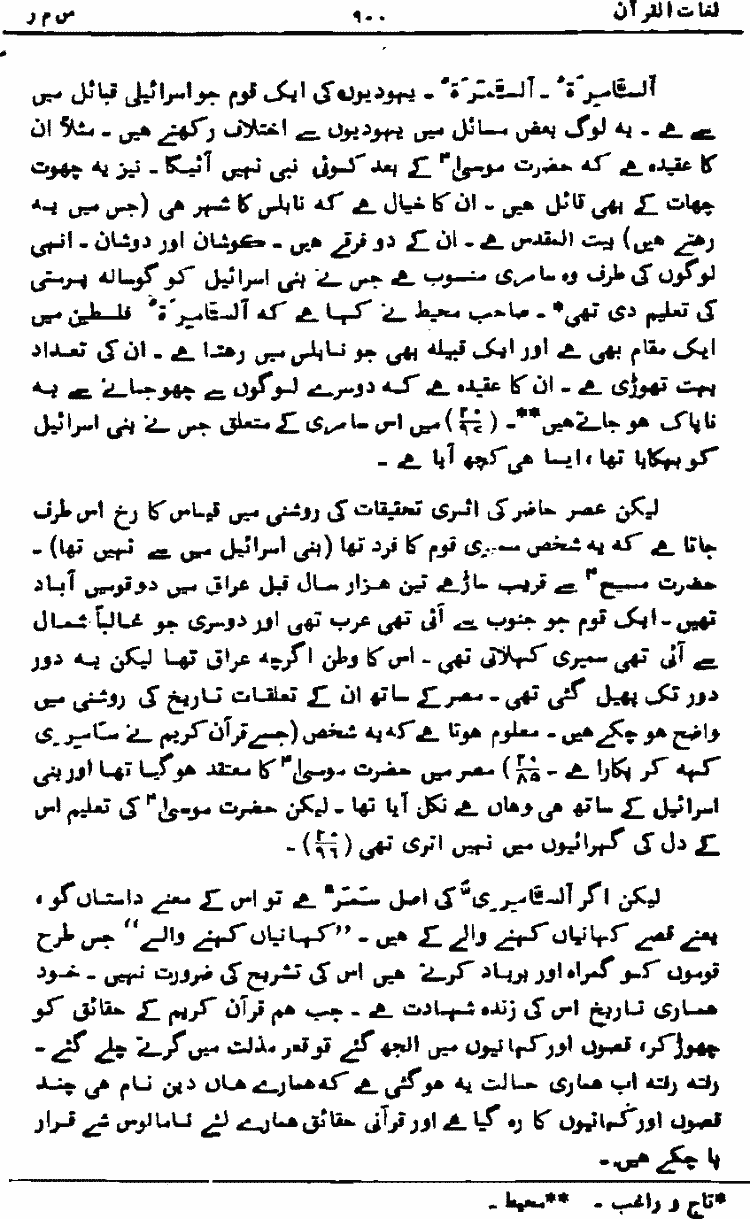 لغات القرآن ۹۰۰ س م ر
اَلسَّامِرَۃُ ۔ اَلسَّمَرَۃُ ۔ یہودیوں کی ایک قوم جو اسرائیلی قبائل میں
سے ہے ۔ یہ لوگ بعض مسائل میں یہودیوں سے اختلاف رکھتے ہیں ۔ مثلاً ان
کا عقیدہ ہے کہ حضرت موسیٰؑ کے بعد کوئی نبی نہیں آئیگا ۔ نیز یہ چھوت
چھات کے بھی قائل ہیں ۔ ان کا خیال ہے کہ نابلس کا شہر ہی (جس میں یہ
رہتے ہیں) بیت المقدس ہے ۔ ان کے دو فرقے ہیں ۔ کوشان اور دوشان ۔ انہی
لوگوں کی طرف وہ سامری منسوب ہے جس نے بنی اسرائیل کو گوسالہ پرستی
کی تعلیم دی تھی* ۔ صاحب محیط نے کہا ہے کہ اَلسَّامِرَۃُ فلسطین میں
ایک مقام بھی ہے اور ایک قبیلہ بھی جو نابلس میں رہتا ہے ۔ ان کی تعداد
بہت تھوڑی ہے ۔ ان کا عقیدہ ہے کہ دوسرے لوگوں سے چھو جانے سے یہ
ناپاک ہو جاتے ہیں** ۔ (۲۰/۹۷) میں اس سامری کے متعلق جس نے بنی اسرائیل
کو بہکایا تھا ، ایسا ہی کچھ آیا ہے ۔
لیکن عصر حاضر کی اثری تحقیقات کی روشنی میں قیاس کا رخ اس طرف
جاتا ہے کہ یہ شخص سمیری قوم کا فرد تھا (بنی اسرائیل میں سے نہیں تھا) ۔
حضرت مسیحؑ سے قریب ساڑھے تین ہزار سال قبل عراق میں دو قومیں آباد
تھیں ۔ ایک قوم جو جنوب سے آئی تھی عرب تھی اور دوسری جو غالباً شمال
سے آئی تھی سمیری کہلاتی تھی ۔ اس کا وطن اگرچہ عراق تھا لیکن یہ دور
دور تک پھیل گئی تھی ۔ مصر کے ساتھ ان کے تعلقات تاریخ کی روشنی میں
واضح ہو چکے ہیں ۔ معلوم ہوتا ہے کہ یہ شخص (جسے قرآن کریم نے سَامِرِی
کہہ کر پکارا ہے ۔ ۲۰/۸۵) مصر میں حضرت موسیٰؑ کا معتقد ہو گیا تھا اور بنی
اسرائیل کے ساتھ ہی وہاں سے نکل آیا تھا ۔ لیکن حضرت موسیٰؑ کی تعلیم اس
کے دل کی گہرائیوں میں نہیں اتری تھی (۲۰/۹۶) ۔
لیکن اگر اَلسَّامِرِیُّ کی اصل سَمَرٌ ہے تو اس کے معنے داستاں گو ،
یعنے قصے کہانیاں کہنے والے کے ہیں ۔ ”کہانیاں کہنے والے“ جس طرح
قوموں کو گمراہ اور برباد کرتے ہیں اس کی تشریح کی ضرورت نہیں ۔ خود
ہماری تاریخ اس کی زندہ شہادت ہے ۔ جب ہم قرآن کریم کے حقائق کو
چھوڑ کر، قصوں اور کہانیوں میں الجھ گئے تو قعر مذلت میں گرتے چلے گئے ۔
رفتہ رفتہ اب ہماری حالت یہ ہو گئی ہے کہ ہمارے ہاں دین نام ہی چند
قصوں اور کہانیوں کا رہ گیا ہے اور قرآنی حقائق ہمارے لئے نامانوس شے قرار
پا چکے ہیں ۔
*تاج و راغب ۔ **محیط ۔